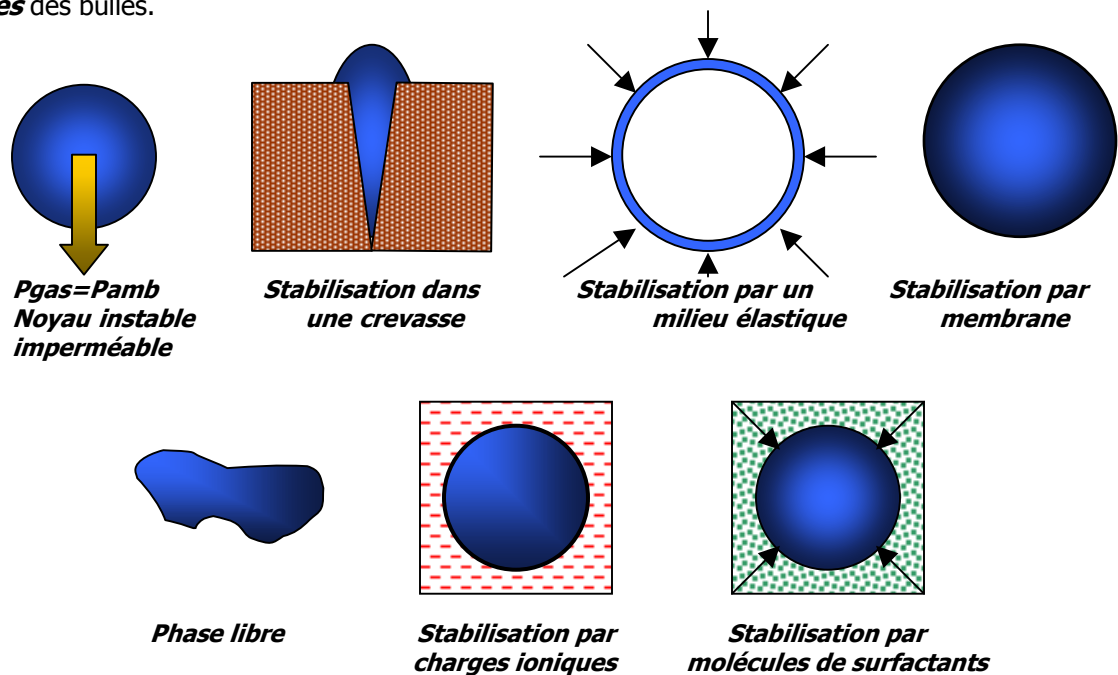 es des bulles.
Pgas=Pamb
Noyau instable
imperméable
Stabilisation dans
une crevasse
Stabilisation par un
milieu élastique
Stabilisation par
membrane
Phase libre
Stabilisation par
charges ioniques
Stabilisation par
molécules de surfactants